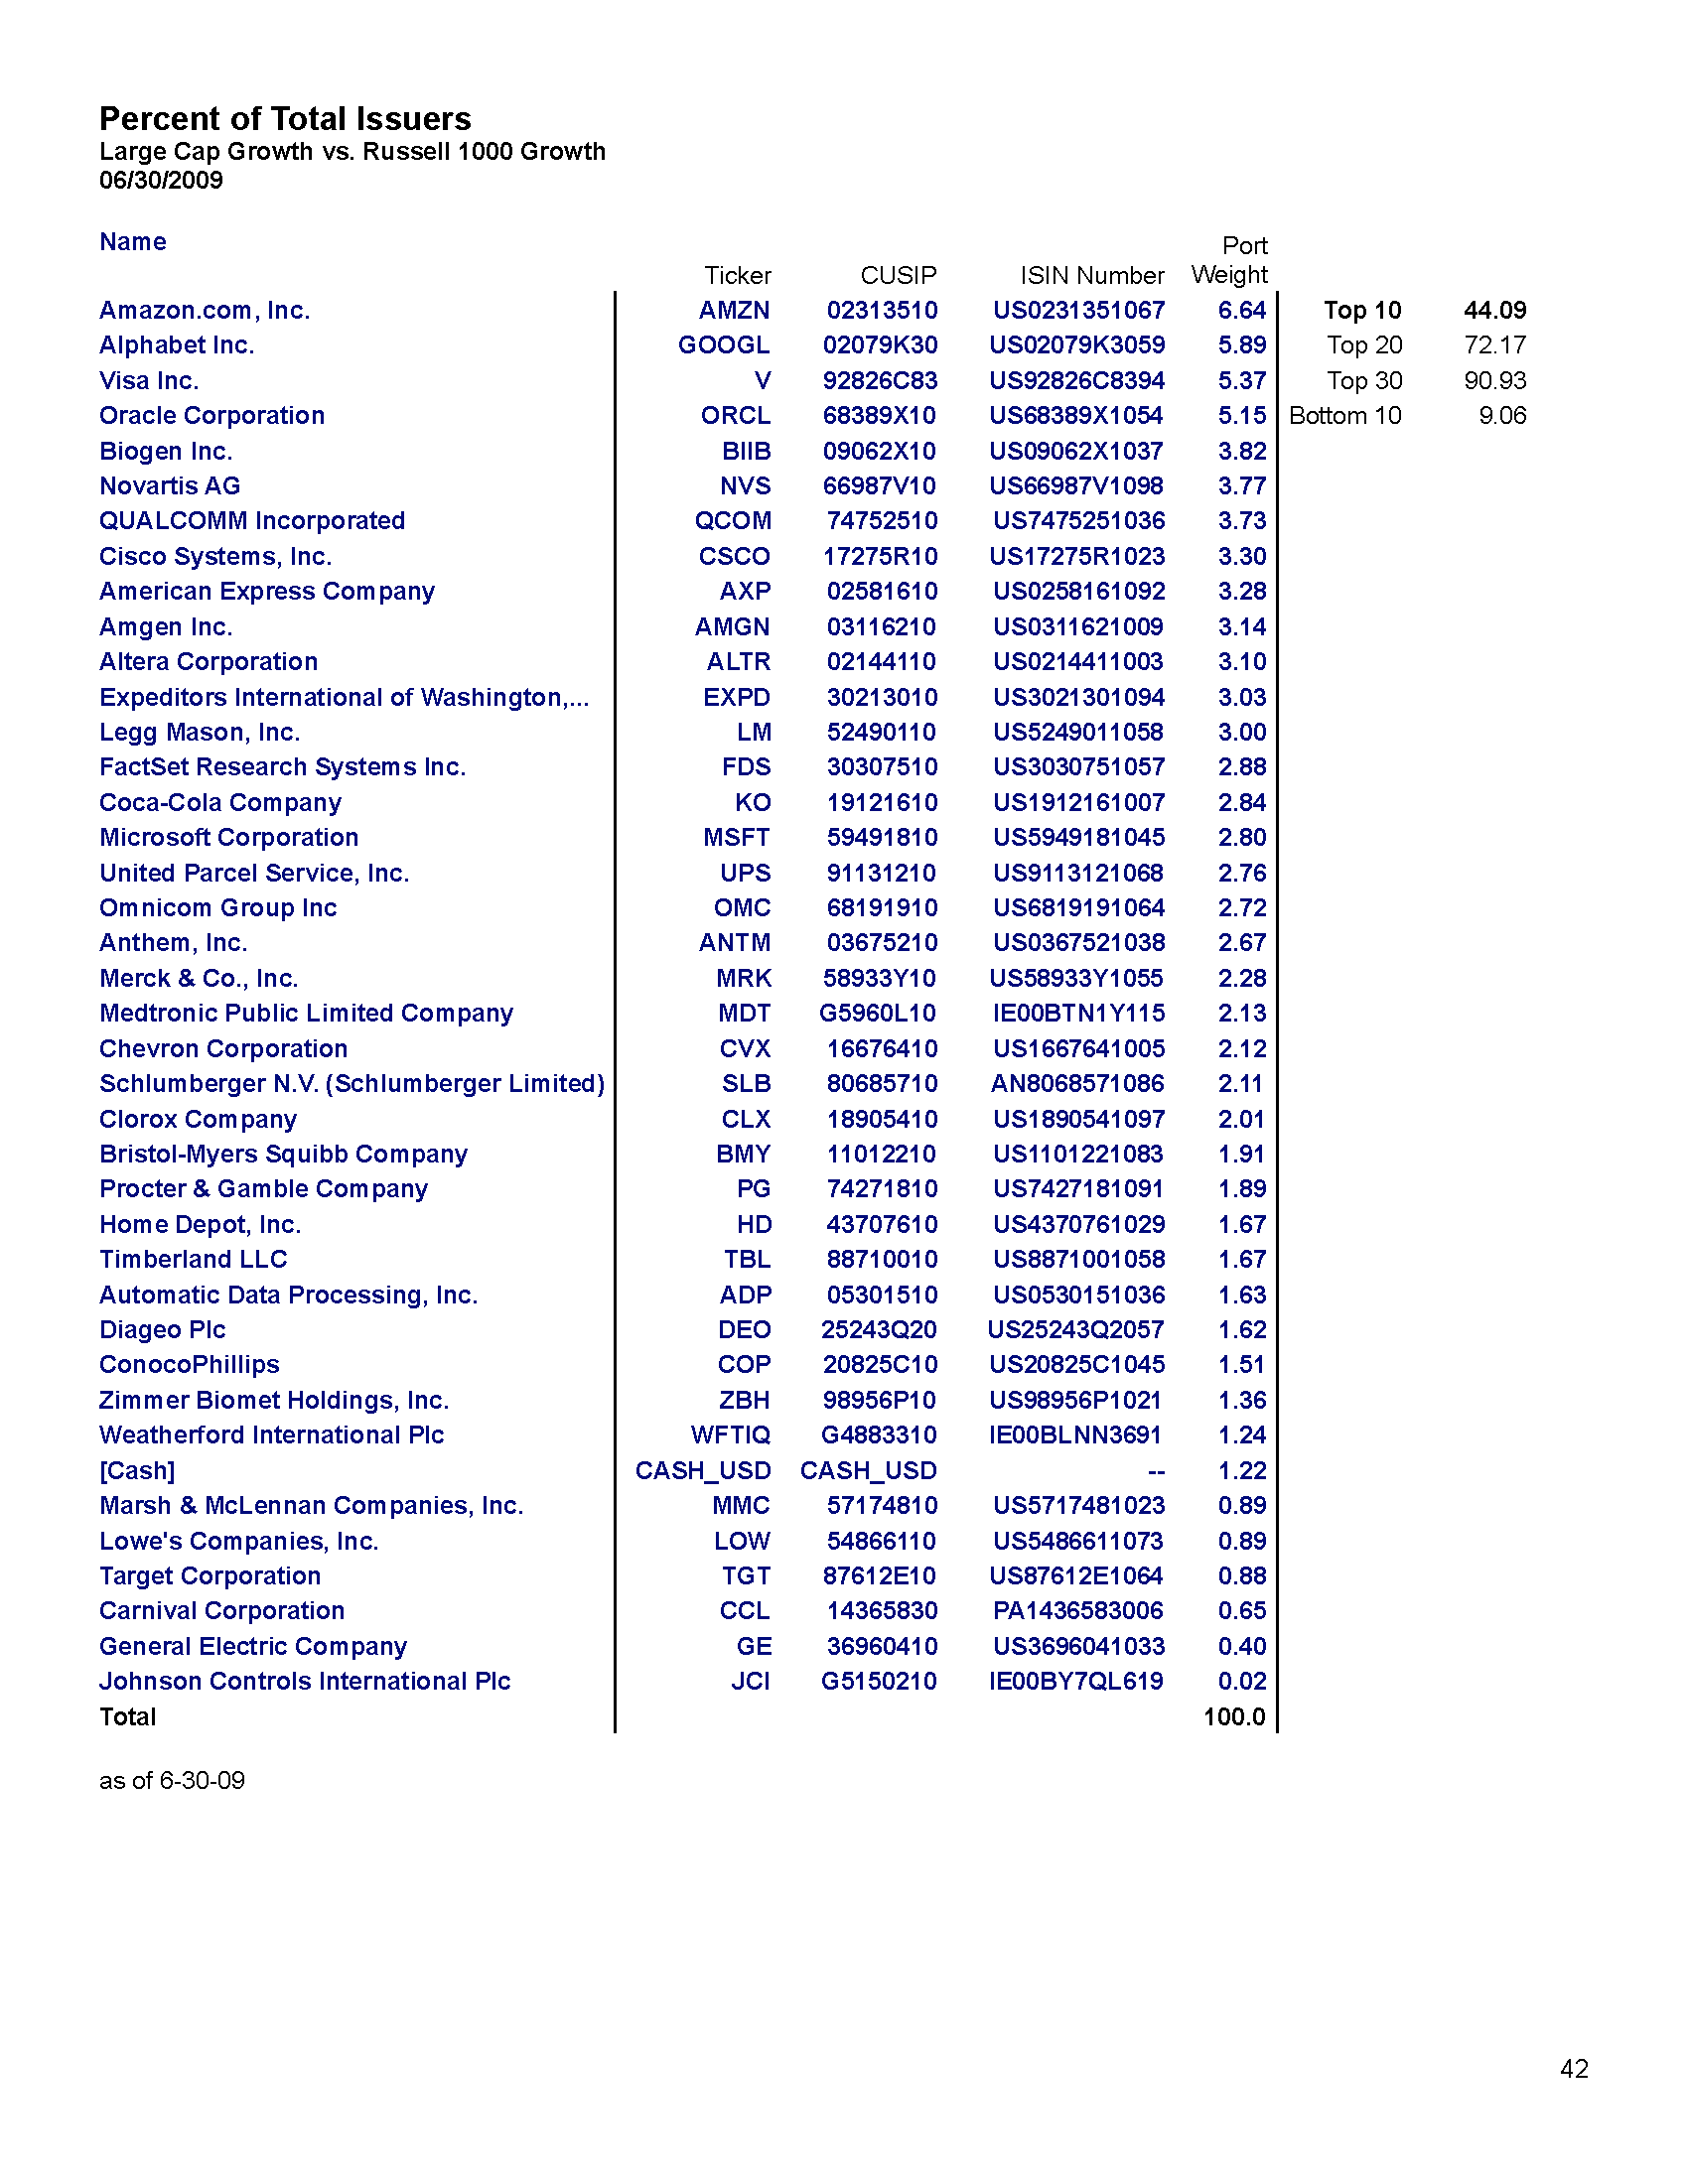 Percent of Total Issuers
Large Cap Growth vs. Russell 1000 Growth
06/30/2009
Name Ticker CUSIP ISIN Number Port Weight
Amazon.com, Inc. AMZN 02313510 US0231351067 6.64 Top 10 44.09
Alphabet Inc. GOOGL 02079K30 US02079K3059 5.89 Top 20 72.17
Visa Inc. V 92826C83 US92826C8394 5.37 Top 30 90.93
Oracle Corporation ORCL 68389X10 US68389X1054 5.15 Bottom 10 9.06
Biogen Inc. BIIB 09062X10 US09062X1037 3.82
Novartis AG NVS 66987V10 US66987V1098 3.77
QUALCOMM Incorporated QCOM 74752510 US7475251036 3.73
Cisco Systems, Inc. CSCO 17275R10 US17275R1023 3.30
American Express Company AXP 02581610 US0258161092 3.28
Amgen Inc. AMGN 03116210 US0311621009 3.14
Altera Corporation ALTR 02144110 US0214411003 3.10
Expeditors International of Washington,... EXPD 30213010 US3021301094 3.03
Legg Mason, Inc. LM 52490110 US5249011058 3.00
FactSet Research Systems Inc. FDS 30307510 US3030751057 2.88
Coca-Cola Company KO 19121610 US1912161007 2.84
Microsoft Corporation MSFT 59491810 US5949181045 2.80
United Parcel Service, Inc. UPS 91131210 US9113121068 2.76
Omnicom Group Inc OMC 68191910 US6819191064 2.72
Anthem, Inc. ANTM 03675210 US0367521038 2.67
Merck & Co., Inc. MRK 58933Y10 US58933Y1055 2.28
Medtronic Public Limited Company MDT G5960L10 IE00BTN1Y115 2.13
Chevron Corporation CVX 16676410 US1667641005 2.12
Schlumberger N.V. (Schlumberger Limited) SLB 80685710 AN8068571086 2.11
Clorox Company CLX 18905410 US1890541097 2.01
Bristol-Myers Squibb Company BMY 11012210 US1101221083 1.91
Procter & Gamble Company PG 74271810 US7427181091 1.89
Home Depot, Inc. HD 43707610 US4370761029 1.67
Timberland LLC TBL 88710010 US8871001058 1.67
Automatic Data Processing, Inc. ADP 05301510 US0530151036 1.63
Diageo Plc DEO 25243Q20 US25243Q2057 1.62
ConocoPhillips COP 20825C10 US20825C1045 1.51
Zimmer Biomet Holdings, Inc. ZBH 98956P10 US98956P1021 1.36
Weatherford International Plc WFTIQ G4883310 IE00BLNN3691 1.24
[Cash] CASH_USD CASH_USD -- 1.22
Marsh & McLennan Companies, Inc. MMC 57174810 US5717481023 0.89
Lowe's Companies, Inc. LOW 54866110 US5486611073 0.89
Target Corporation TGT 87612E10 US87612E1064 0.88
Carnival Corporation CCL 14365830 PA1436583006 0.65
General Electric Company GE 36960410 US3696041033 0.40
Johnson Controls International Plc JCI G5150210 IE00BY7QL619 0.02
Total 100.0
as of 6-30-09
42